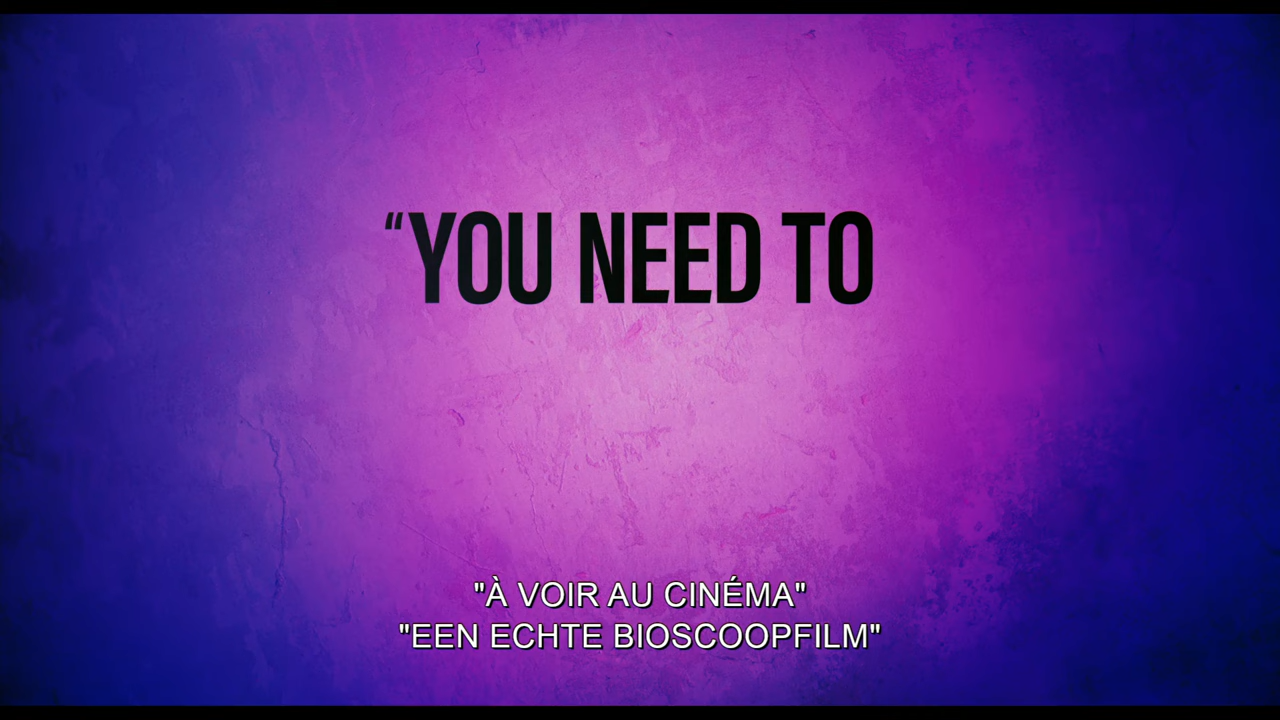 “YOU NEED TO
"À VOIR AU CINÉMA"
"EEN ECHTE BIOSCOOPFILM"